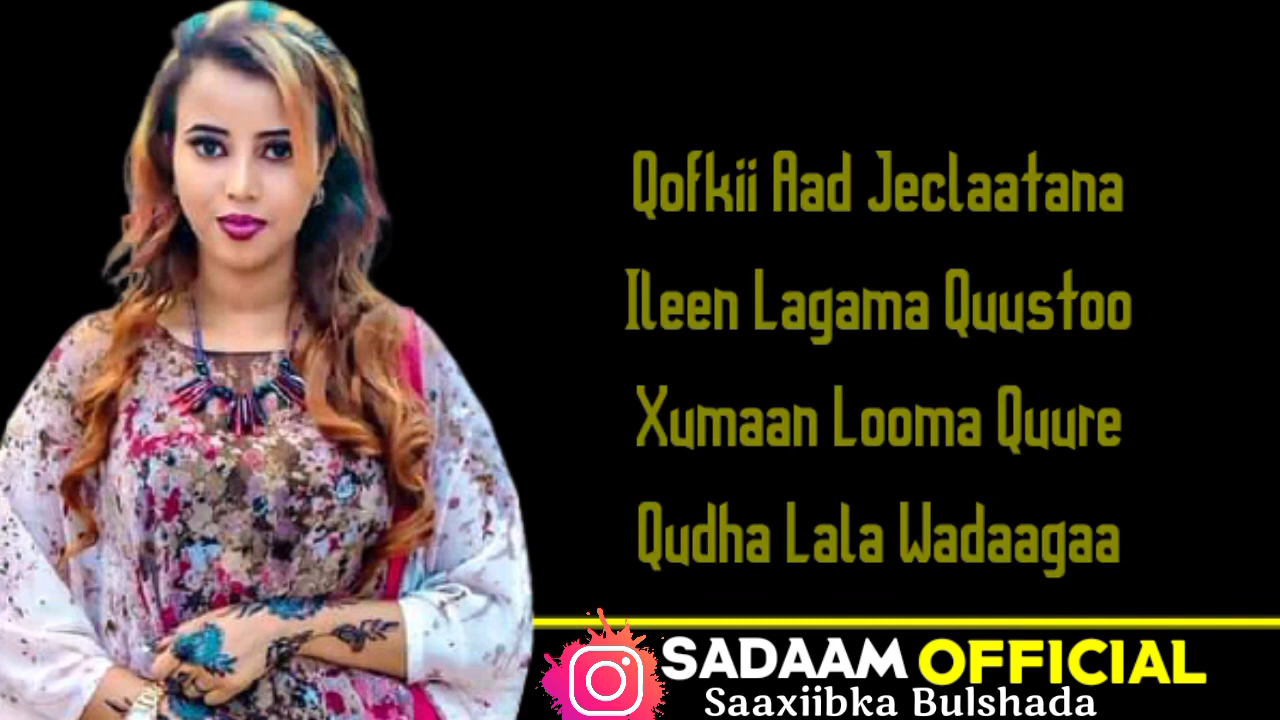 Qofkii Aad Jeclaatana
Ileen Lagama Quustoo
Xumaan Looma Quure
Qudha Lala Wadaagaa
SADAAM OFFICIAL
Saaxiibka Bulshada